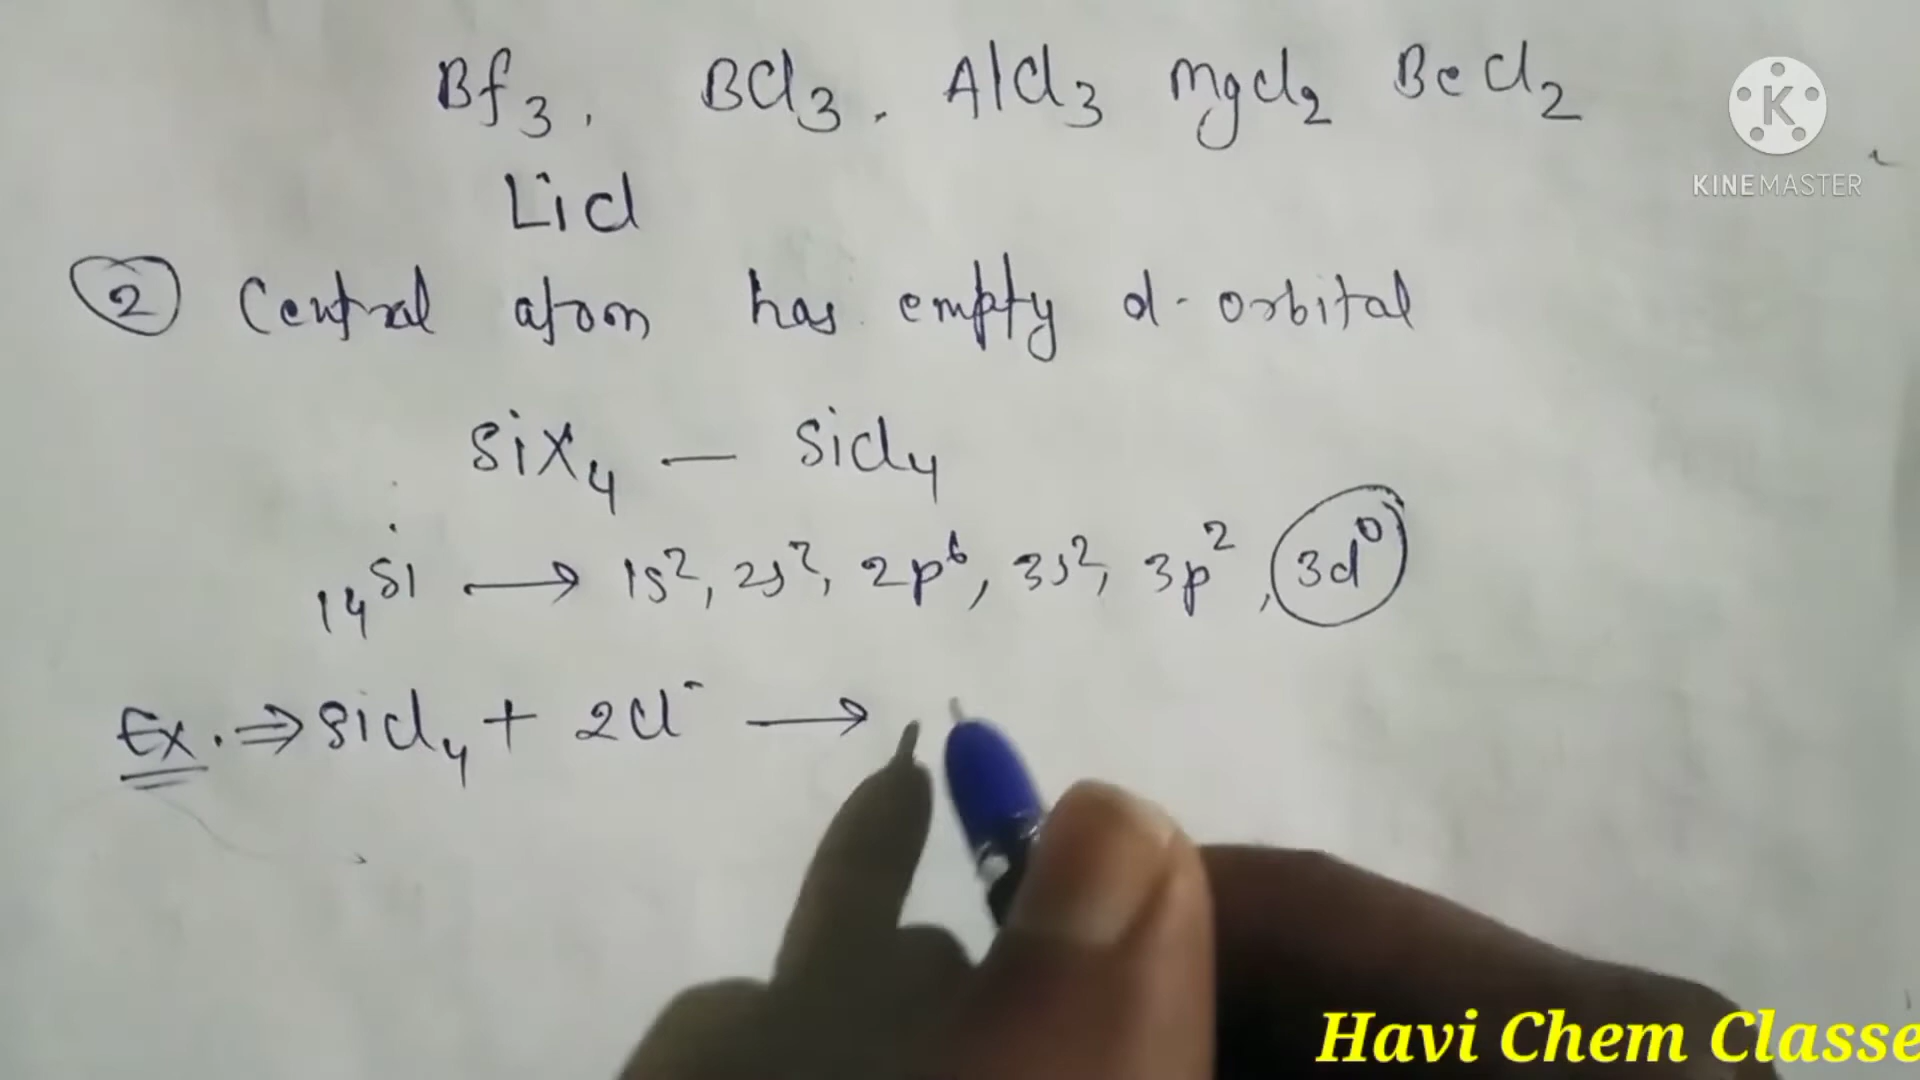 Bf₃, BCl₃. AlCl₃ MgCl₂ BeCl₂
KINEMASTER
LiCl
② Central atom has empty d-orbital
SiX₄ — SiCl₄
₁₄Si → 1s², 2s², 2p⁶, 3s², 3p², 3d⁰
Ex. ⇒ SiCl₄ + 2Cl⁻ →
Havi Chem Classe